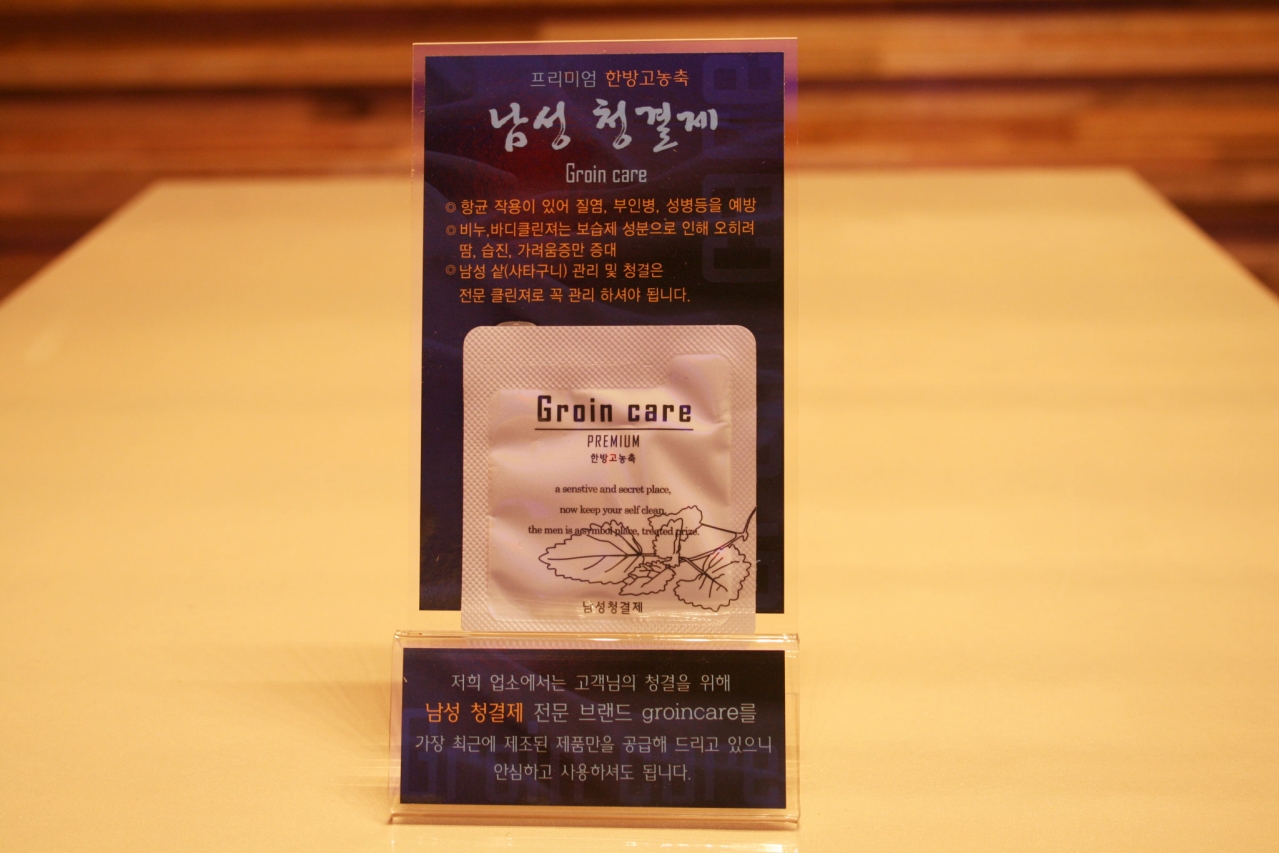 프리미엄 한방고농축
남성 청결제
Groin care
◎ 항균 작용이 있어 질염, 부인병, 성병등을 예방
◎ 비누,바디클린져는 보습제 성분으로 인해 오히려
땀, 습진, 가려움증만 증대
◎ 남성 샅(사타구니) 관리 및 청결은
전문 클린져로 꼭 관리 하셔야 됩니다.
Groin care
PREMIUM
한방고농축
a senstive and secret place,
now keep your self clean,
the men is a symbol place, treated prize.
남성청결제
저희 업소에서는 고객님의 청결을 위해
남성 청결제 전문 브랜드 groincare를
가장 최근에 제조된 제품만을 공급해 드리고 있으니
안심하고 사용하셔도 됩니다.